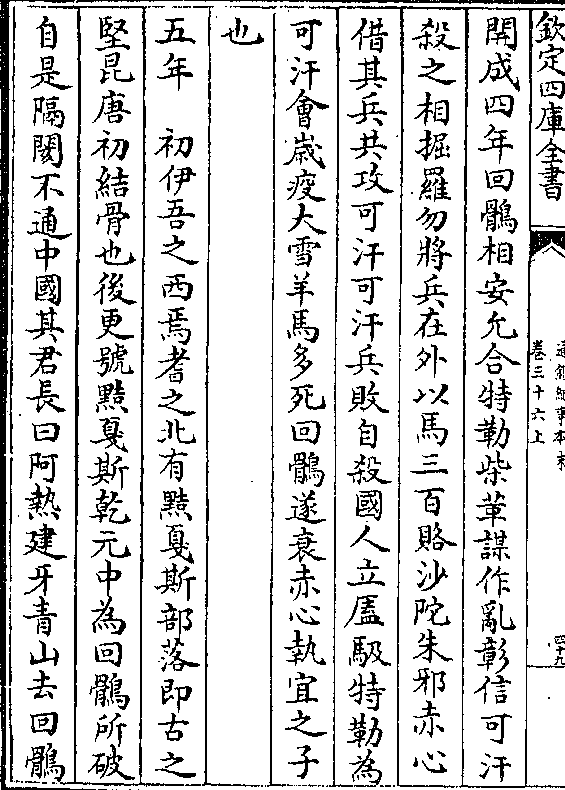 欽定四庫全書
通鑑紀事本末
卷三十六上
四十九
開成四年回鶻相安允合特勒柴革謀作亂彰信可汗
殺之相掘羅勿將兵在外以馬三百賂沙陀朱邪赤心
借其兵共攻可汗可汗兵敗自殺國人立㕎馺特勒為
可汗會歲疫大雪羊馬多死回鶻遂衰赤心執宜之子
也
五年　初伊吾之西焉耆之北有黠戛斯部落即古之
堅昆唐初結骨也後更號黠戛斯乾元中為回鶻所破
自是隔閡不通中國其君長曰阿熱建牙青山去回鶻